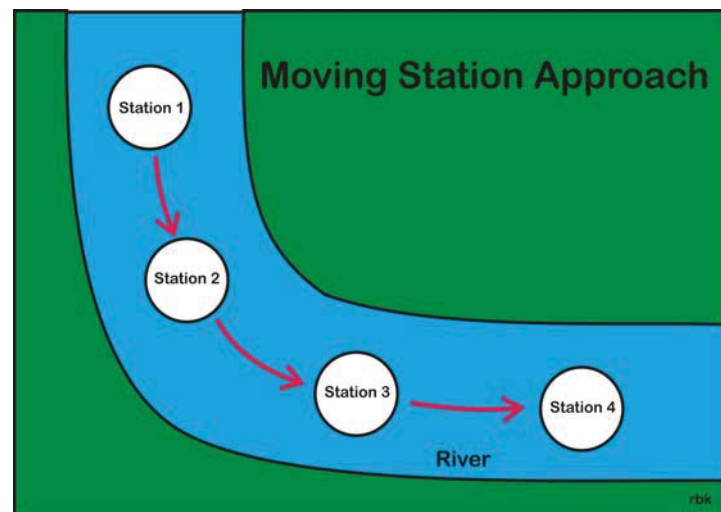 Moving Station Approach
Station 1
Station 2
Station 3
Station 4
River
rbk